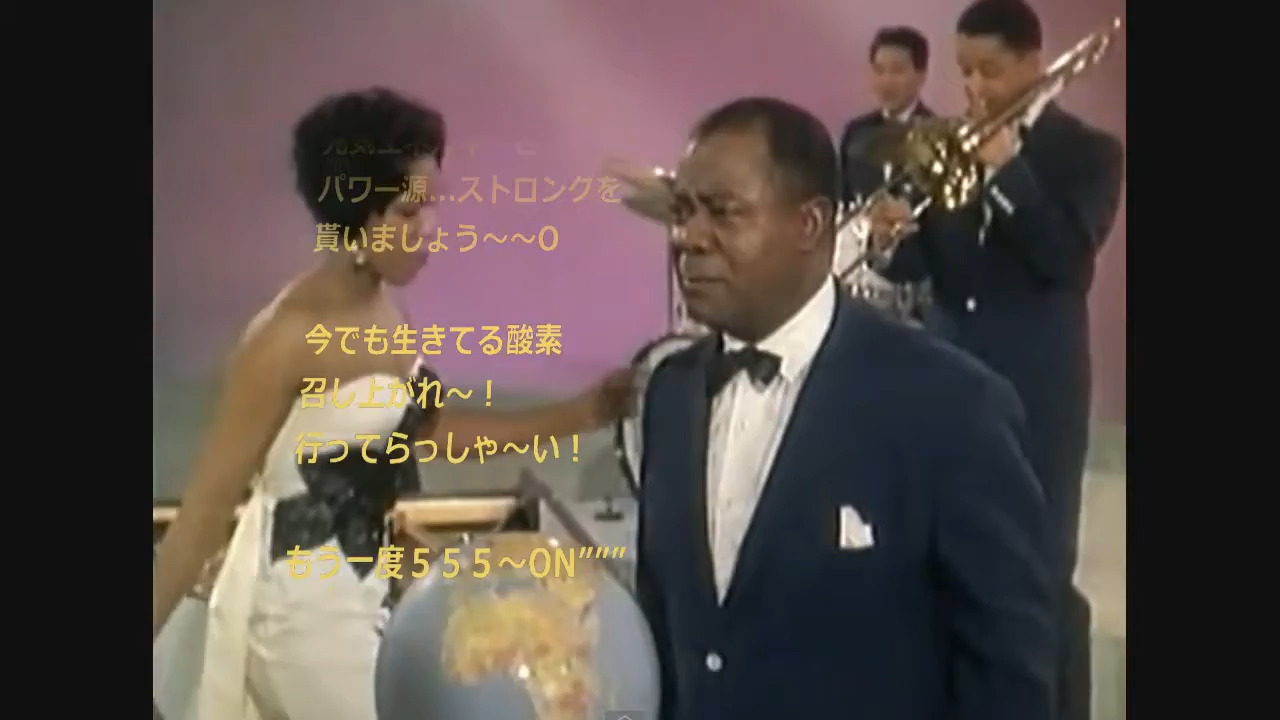 パワー源...ストロングを
貰いましょう～～O
今でも生きてる酸素
召し上がれ～！
行ってらっしゃ～い！
もう一度５５５～ON”””